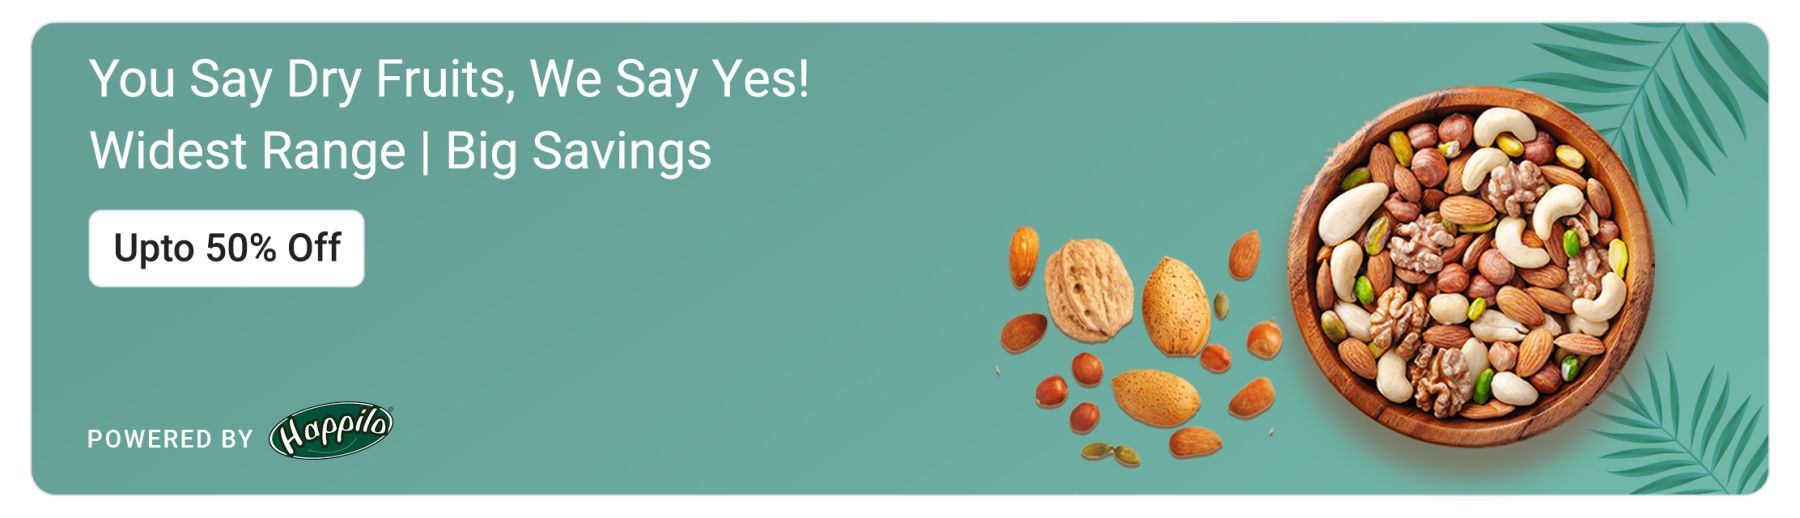 You Say Dry Fruits, We Say Yes!
Widest Range | Big Savings
Upto 50% Off
POWERED BY Happilo